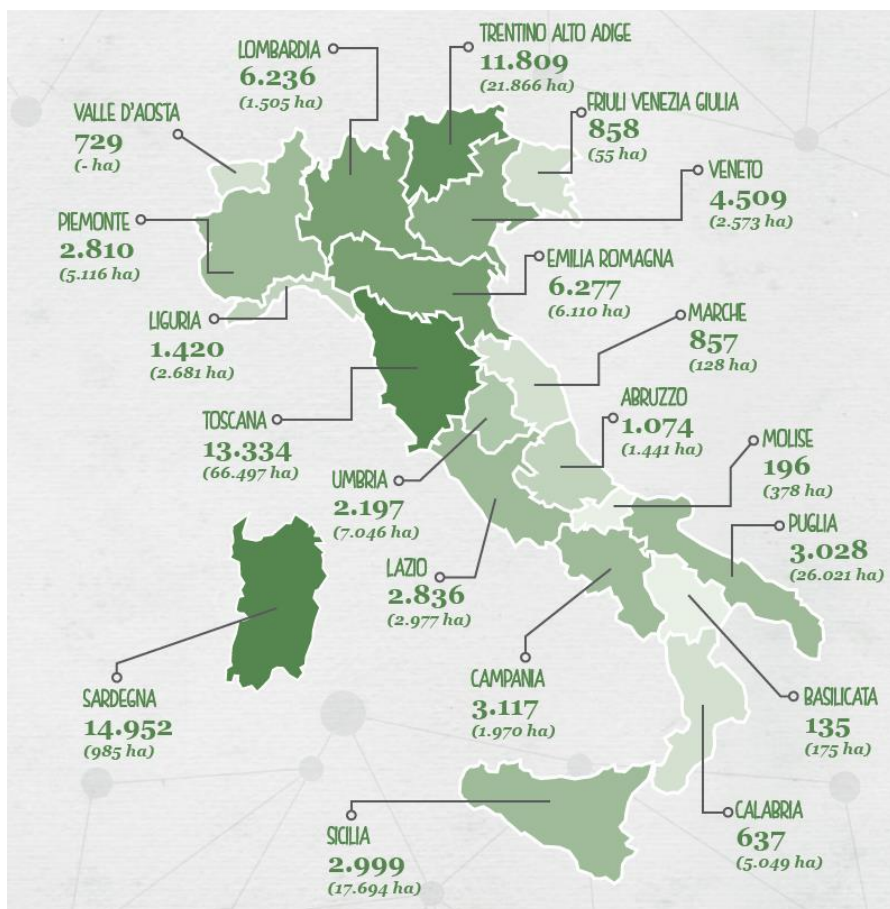 TRENTINO ALTO ADIGE
11.809
(21.866 ha)
LOMBARDIA
6.236
(1.505 ha)
FRIULI VENEZIA GIULIA
858
(55 ha)
VALLE D'AOSTA
729
(- ha)
VENETO
4.509
(2.573 ha)
PIEMONTE
2.810
(5.116 ha)
EMILIA ROMAGNA
6.277
(6.110 ha)
LIGURIA
1.420
(2.681 ha)
MARCHE
857
(128 ha)
TOSCANA
13.334
(66.497 ha)
ABRUZZO
1.074
(1.441 ha)
MOLISE
196
(378 ha)
UMBRIA
2.197
(7.046 ha)
PUGLIA
3.028
(26.021 ha)
LAZIO
2.836
(2.977 ha)
SARDEGNA
14.952
(985 ha)
CAMPANIA
3.117
(1.970 ha)
BASILICATA
135
(175 ha)
SICILIA
2.999
(17.694 ha)
CALABRIA
637
(5.049 ha)